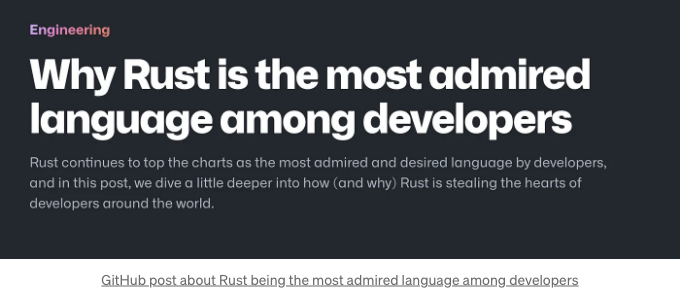 Engineering
Why Rust is the most admired
language among developers
Rust continues to top the charts as the most admired and desired language by developers,
and in this post, we dive a little deeper into how (and why) Rust is stealing the hearts of
developers around the world.
GitHub post about Rust being the most admired language among developers